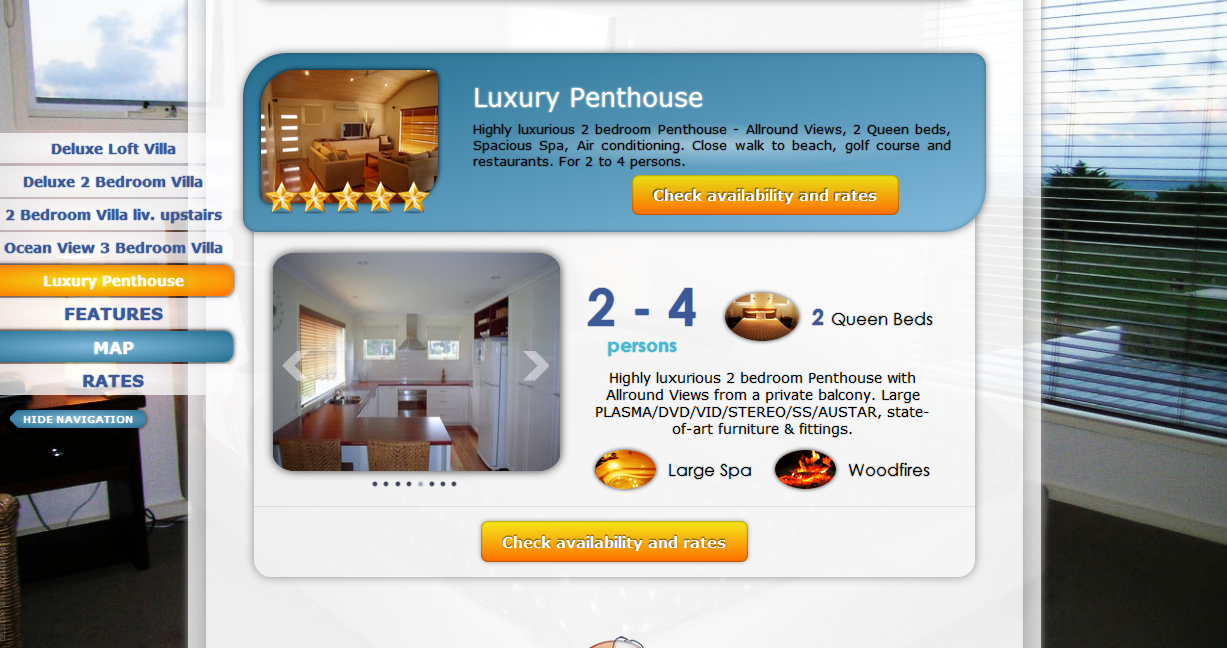 Luxury Penthouse
Highly luxurious 2 bedroom Penthouse - Allround Views, 2 Queen beds,
Spacious Spa, Air conditioning. Close walk to beach, golf course and
restaurants. For 2 to 4 persons.
Check availability and rates
Deluxe Loft Villa
Deluxe 2 Bedroom Villa
2 Bedroom Villa liv. upstairs
Ocean View 3 Bedroom Villa
Luxury Penthouse
FEATURES
MAP
RATES
HIDE NAVIGATION
2 - 4
persons
2 Queen Beds
Highly luxurious 2 bedroom Penthouse with
Allround Views from a private balcony. Large
PLASMA/DVD/VID/STEREO/SS/AUSTAR, state-
of-art furniture & fittings.
Large Spa
Woodfires
Check availability and rates